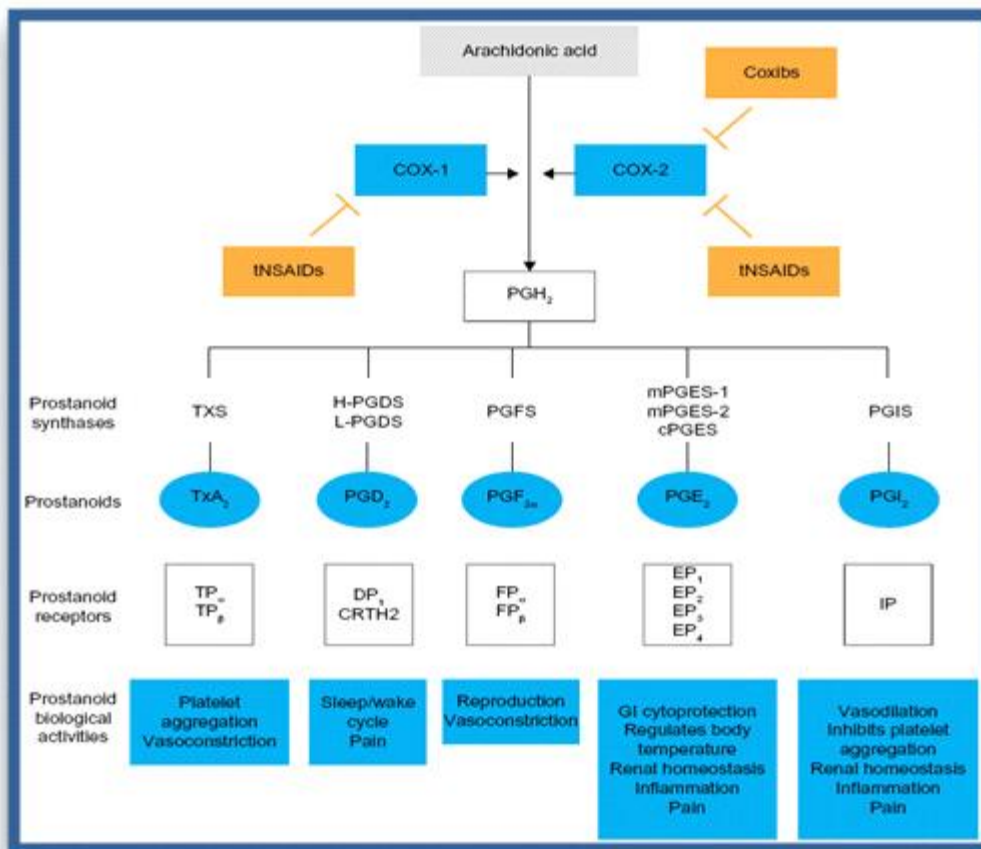 Arachidonic acid
Coxibs
COX-1
COX-2
tNSAIDs
tNSAIDs
PGH₂
Prostanoid
synthases
TXS
H-PGDS
L-PGDS
PGFS
mPGES-1
mPGES-2
cPGES
PGIS
Prostanoids
TxA₂
PGD₂
PGF₂α
PGE₂
PGI₂
Prostanoid
receptors
TPα
TPβ
DP₁
CRTH2
FPα
FPβ
EP₁
EP₂
EP₃
EP₄
IP
Prostanoid
biological
activities
Platelet
aggregation
Vasoconstriction
Sleep/wake
cycle
Pain
Reproduction
Vasoconstriction
GI cytoprotection
Regulates body
temperature
Renal homeostasis
Inflammation
Pain
Vasodilation
Inhibits platelet
aggregation
Renal homeostasis
Inflammation
Pain